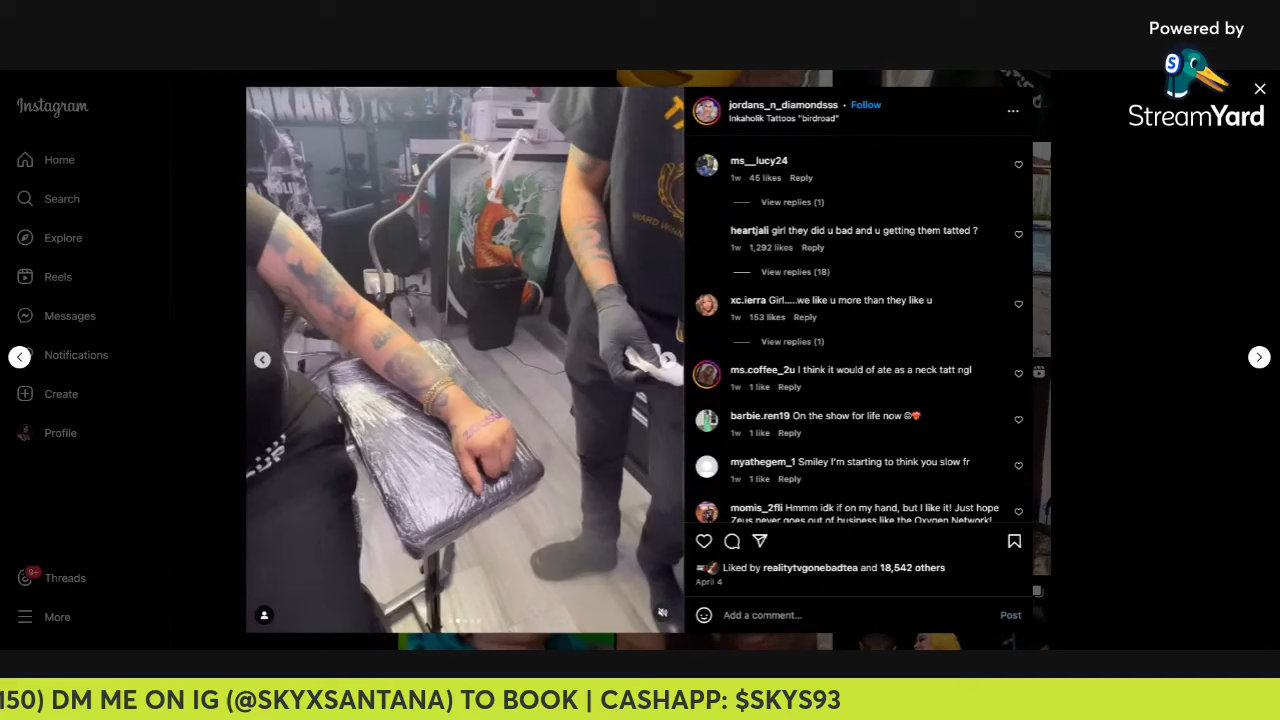 Powered by
StreamYard
Instagram
Home
Search
Explore
Reels
Messages
Notifications
Create
Profile
9+
Threads
More
jordans_n_diamondsss • Follow
Inkaholik Tattoos "birdroad"
ms__lucy24
1w 45 likes Reply
View replies (1)
heartjali girl they did u bad and u getting them tatted ?
1w 1,292 likes Reply
View replies (18)
xc.ierra Girl.....we like u more than they like u
1w 153 likes Reply
View replies (1)
ms.coffee_2u I think it would of ate as a neck tatt ngl
1w 1 like Reply
barbie.ren19 On the show for life now
1w 1 like Reply
myathegem_1 Smiley I'm starting to think you slow fr
1w 1 like Reply
momis_2fli Hmmm idk if on my hand, but I like it! Just hope
Zeus never goes out of business like the Oxygen Network!
Liked by realitytvgonebadtea and 18,542 others
April 4
Add a comment... Post
150) DM ME ON IG (@SKYXSANTANA) TO BOOK | CASHAPP: $SKYS93